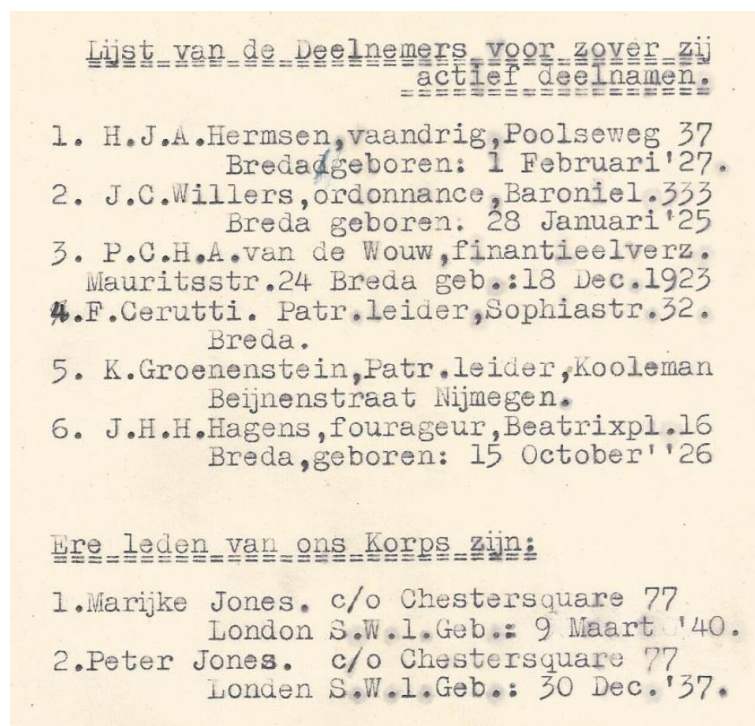 Lijst van de Deelnemers voor zover zij
actief deelnamen.
1. H.J.A.Hermsen,vaandrig,Poolseweg 37
Breda,geboren: 1 Februari'27.
2. J.C.Willers,ordonnance,Baroniel.333
Breda geboren. 28 Januari'25
3. P.C.H.A.van de Wouw,finantieelverz.
Mauritsstr.24 Breda geb.:18 Dec.1923
4.F.Cerutti. Patr.leider,Sophiastr.32.
Breda.
5. K.Groenenstein,Patr.leider,Kooleman
Beijnenstraat Nijmegen.
6. J.H.H.Hagens,fourageur,Beatrixpl.16
Breda,geboren: 15 October''26
Ere leden van ons Korps zijn:
1.Marijke Jones. c/o Chestersquare 77
London S.W.1.Geb.: 9 Maart '40.
2.Peter Jones. c/o Chestersquare 77
Londen S.W.1.Geb.: 30 Dec.'37.